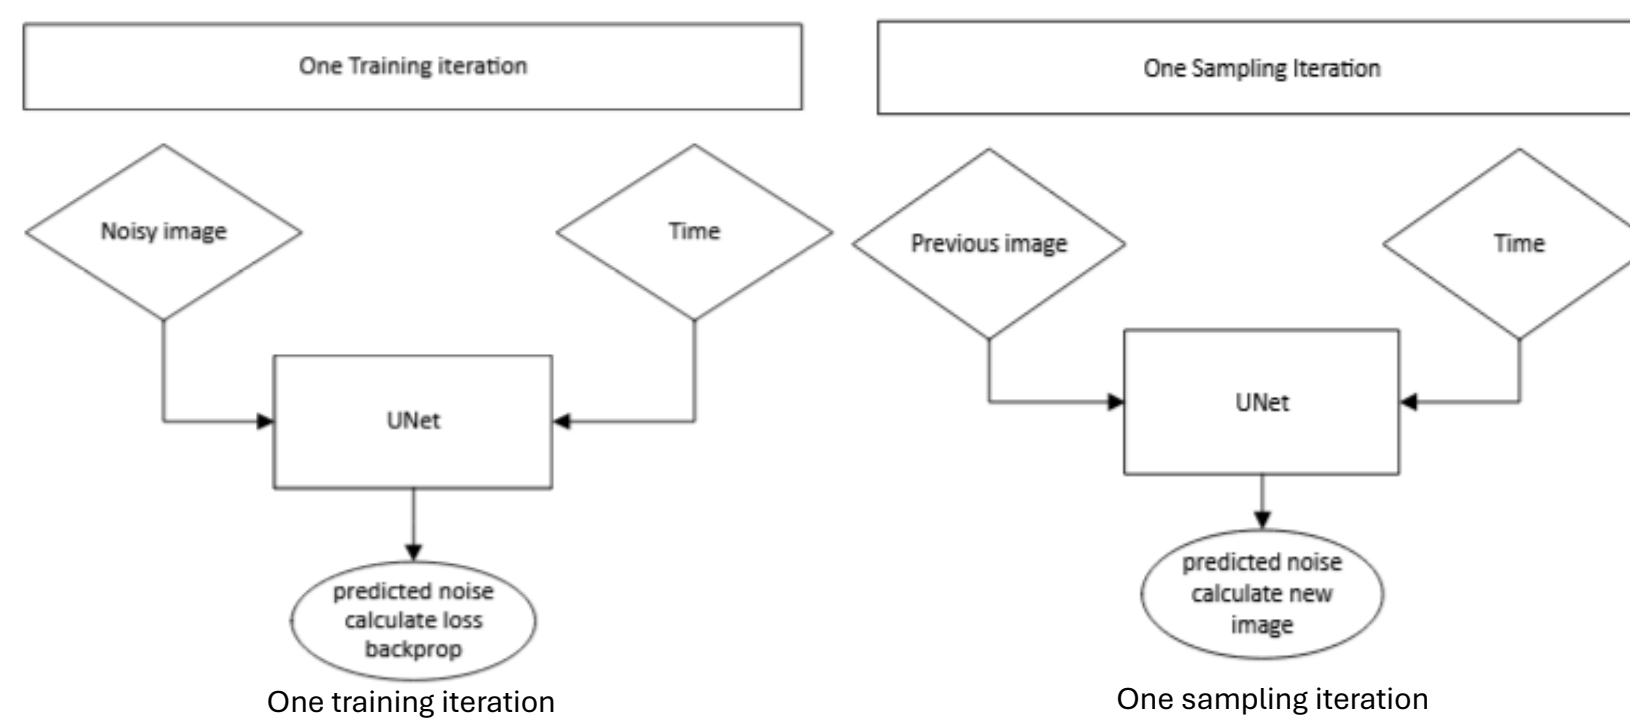 One Training iteration
Noisy image
Time
UNet
predicted noise
calculate loss
backprop
One training iteration
One Sampling Iteration
Previous image
Time
UNet
predicted noise
calculate new
image
One sampling iteration